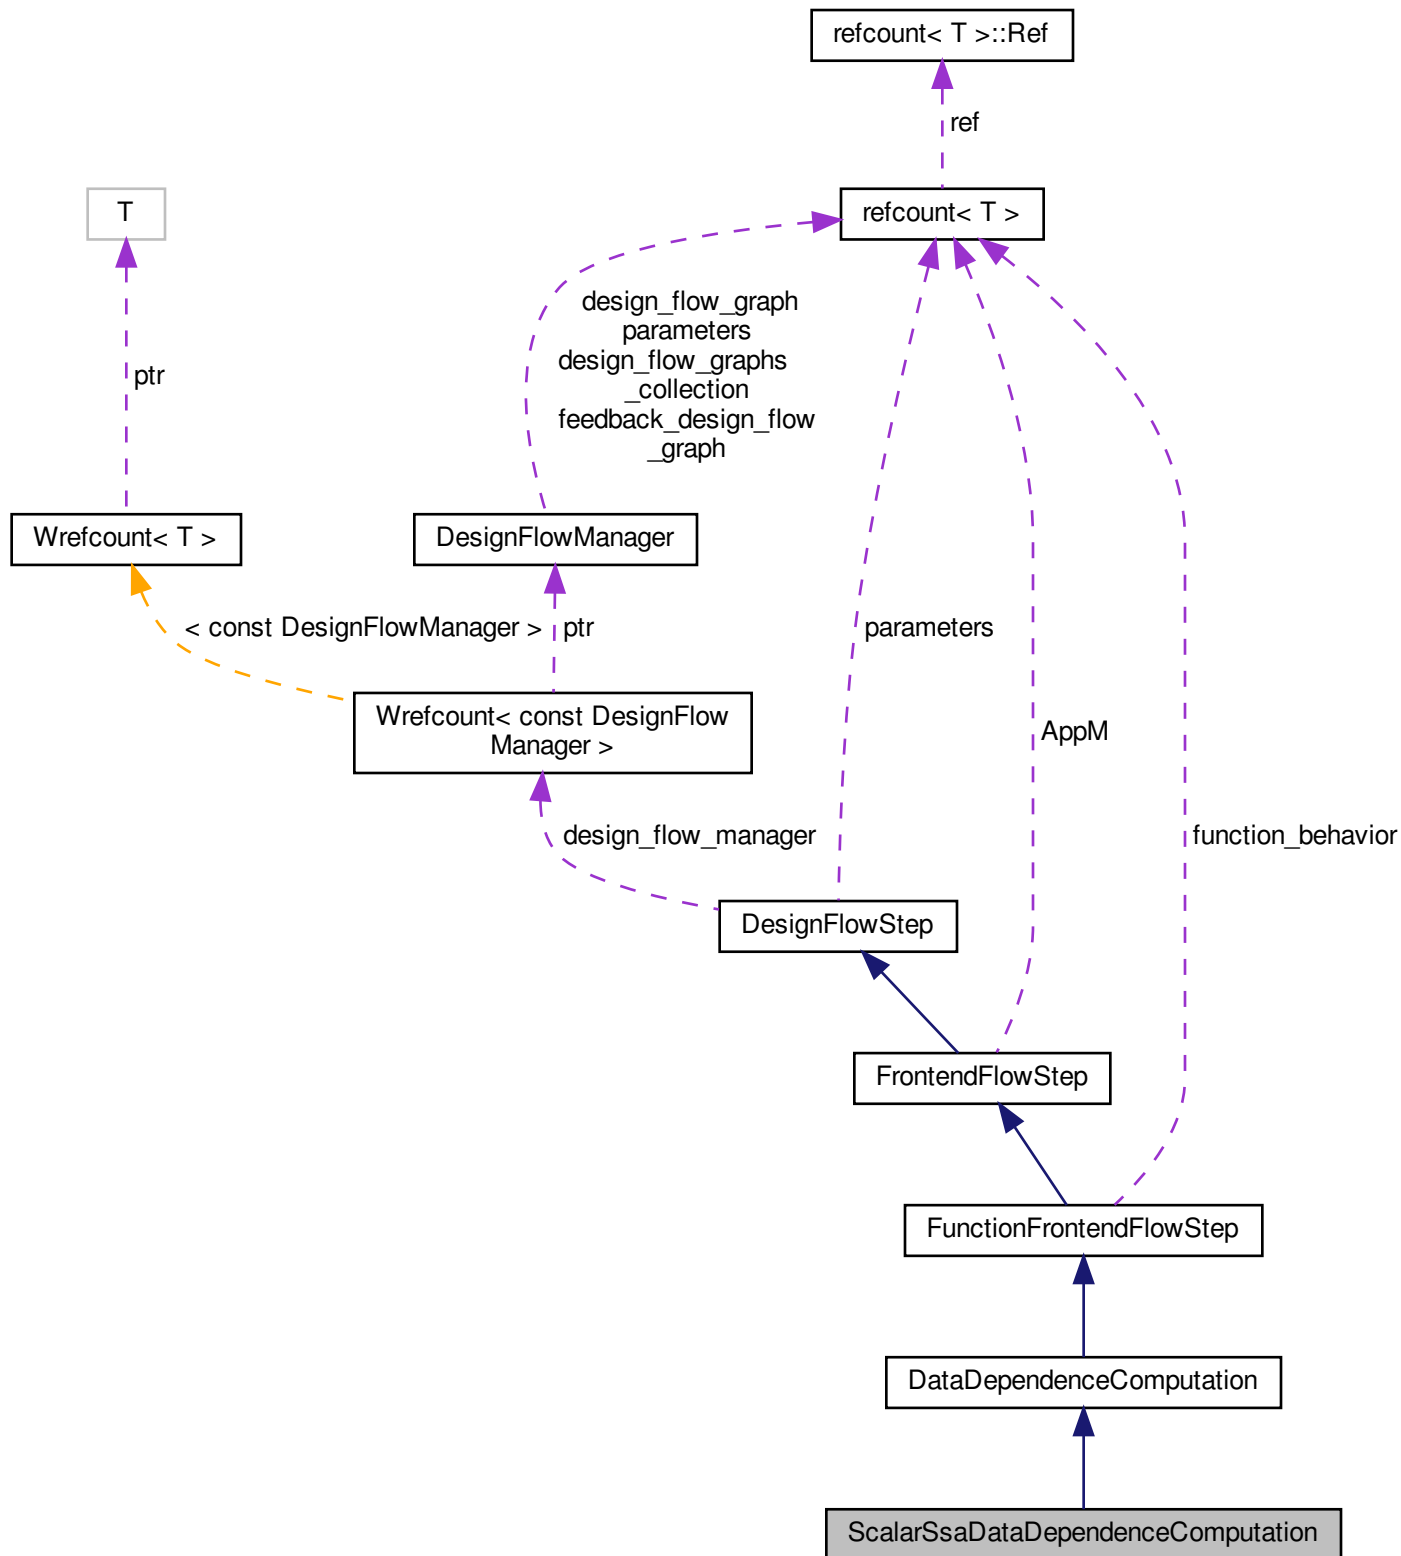 refcount< T >::Ref
ref
T
refcount< T >
design_flow_graph
parameters
design_flow_graphs
_collection
feedback_design_flow
_graph
ptr
Wrefcount< T >
DesignFlowManager
< const DesignFlowManager >
ptr
parameters
Wrefcount< const DesignFlow
Manager >
AppM
design_flow_manager
function_behavior
DesignFlowStep
FrontendFlowStep
FunctionFrontendFlowStep
DataDependenceComputation
ScalarSsaDataDependenceComputation